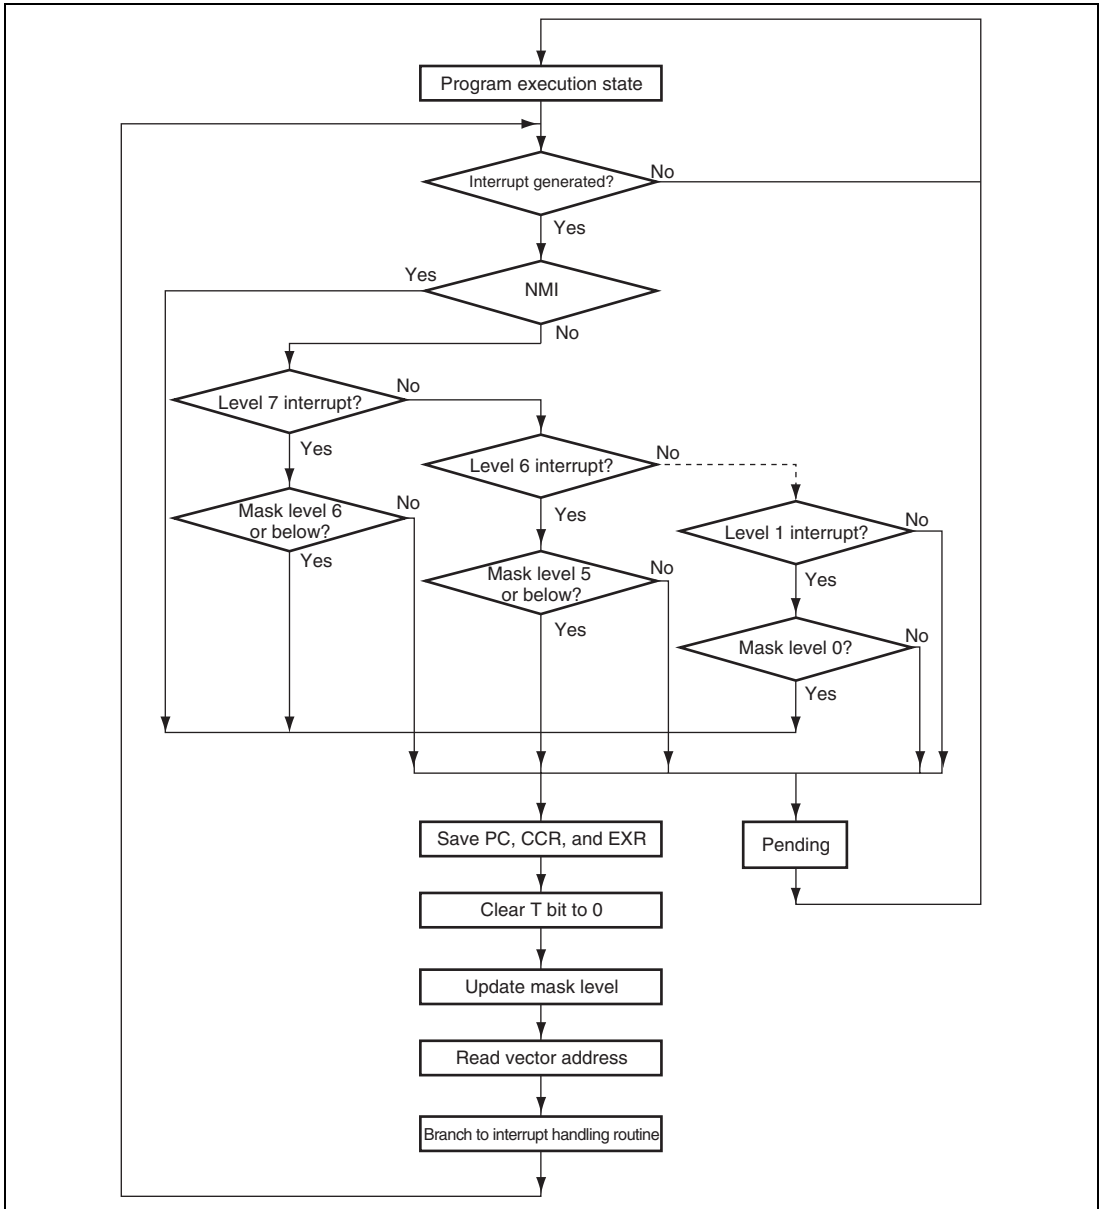 Program execution state
Interrupt generated?
No
Yes
Yes
NMI
No
Level 7 interrupt?
No
Yes
Level 6 interrupt?
No
Mask level 6
or below?
No
Yes
Yes
Level 1 interrupt?
No
Mask level 5
or below?
No
Yes
Yes
Mask level 0?
No
Yes
Save PC, CCR, and EXR
Pending
Clear T bit to 0
Update mask level
Read vector address
Branch to interrupt handling routine